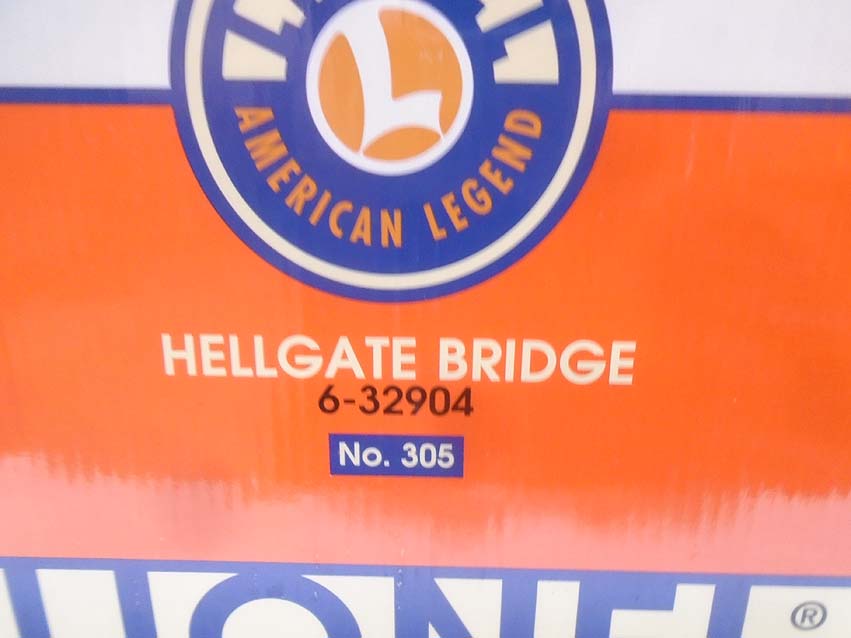 L
AMERICAN LEGEND
HELLGATE BRIDGE
6-32904
No. 305
®